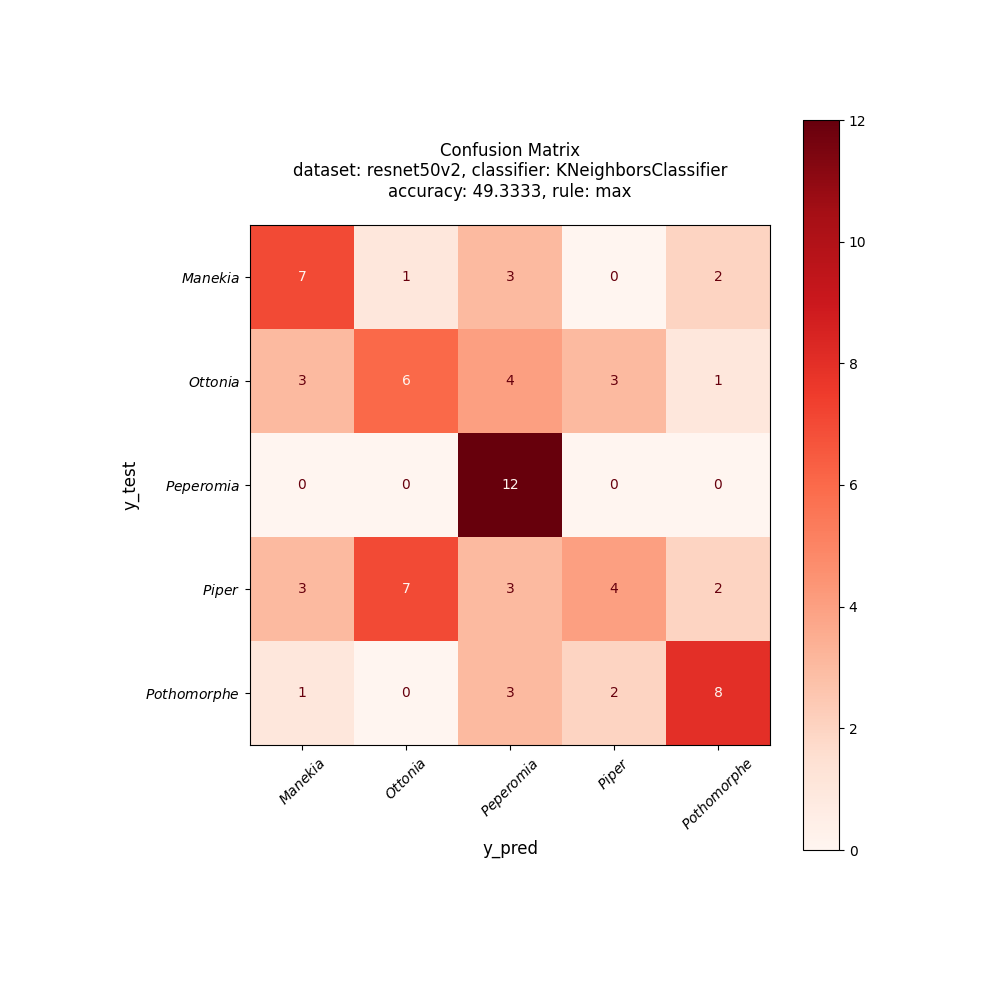 Confusion Matrix
dataset: resnet50v2, classifier: KNeighborsClassifier
accuracy: 49.3333, rule: max
y_test
Manekia 7 1 3 0 2
Ottonia 3 6 4 3 1
Peperomia 0 0 12 0 0
Piper 3 7 3 4 2
Pothomorphe 1 0 3 2 8
Manekia Ottonia Peperomia Piper Pothomorphe
y_pred
12
10
8
6
4
2
0